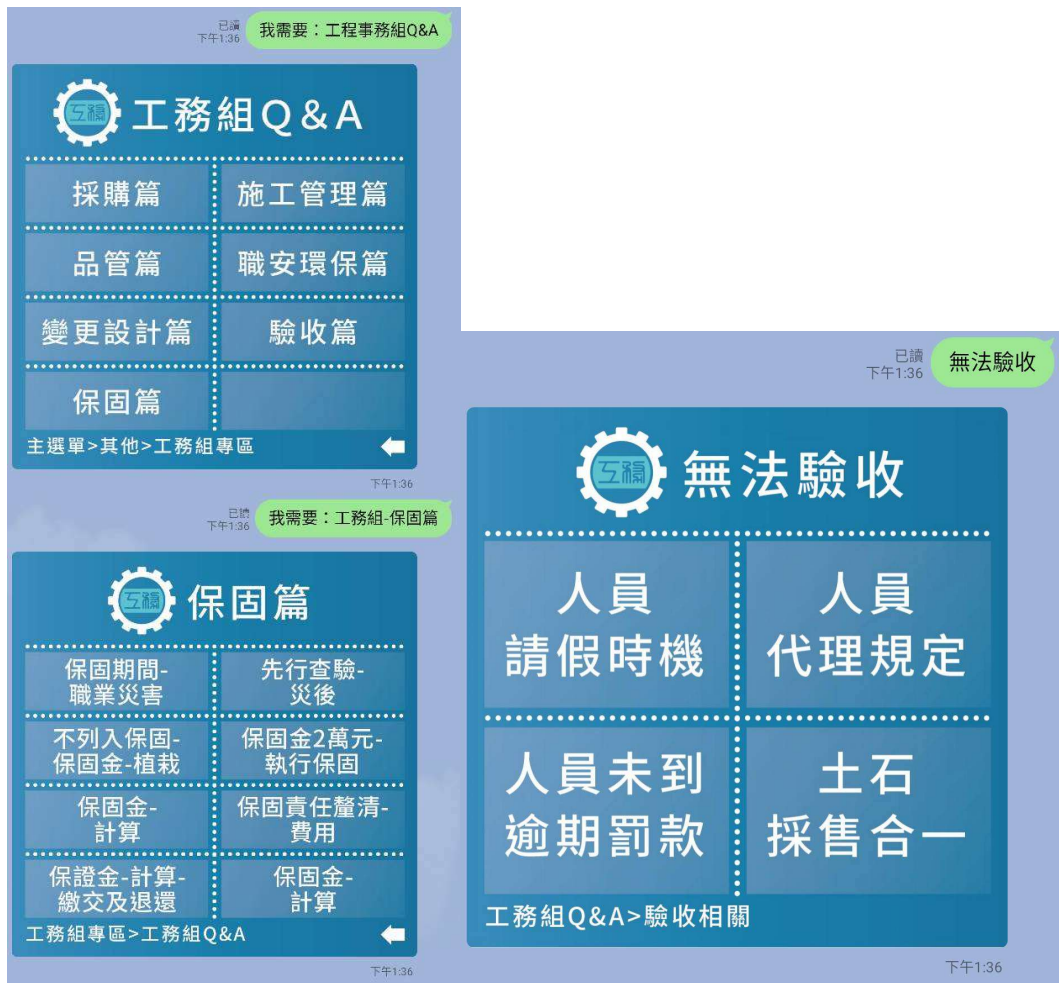 已讀
下午1:36
我需要：工程事務組Q&A
工務組Q&A
採購篇
施工管理篇
品管篇
職安環保篇
變更設計篇
驗收篇
保固篇
主選單>其他>工務組專區
下午1:36
已讀
下午1:36
我需要：工務組-保固篇
保固篇
保固期間-
職業災害
先行查驗-
災後
不列入保固-
保固金-植栽
保固金2萬元-
執行保固
保固金-
計算
保固責任釐清-
費用
保證金-計算-
繳交及退還
保固金-
計算
工務組專區>工務組Q&A
下午1:36
已讀
下午1:36
無法驗收
無法驗收
人員
請假時機
人員
代理規定
人員未到
逾期罰款
土石
採售合一
工務組Q&A>驗收相關
下午1:36